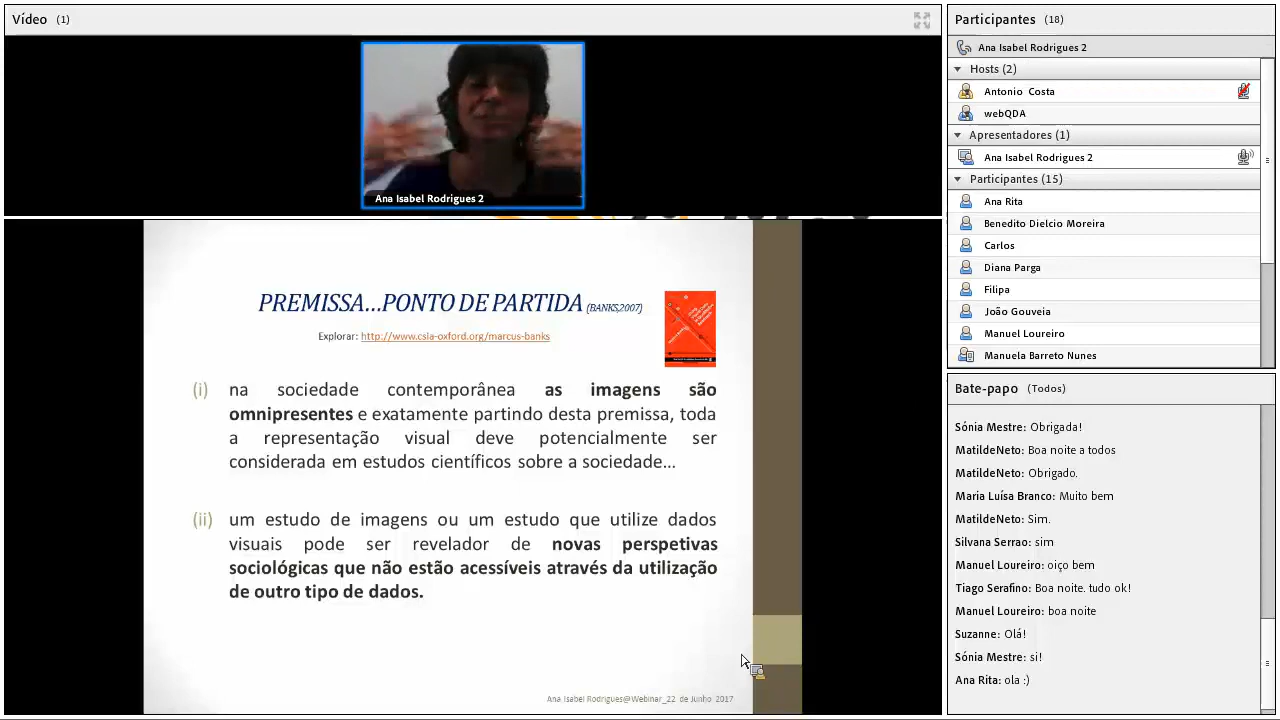 Vídeo (1)
Ana Isabel Rodrigues 2
PREMISSA...PONTO DE PARTIDA (BANKS,2007)
Explorar: http://www.csla-oxford.org/marcus-banks
(i) na sociedade contemporânea as imagens são
omnipresentes e exatamente partindo desta premissa, toda
a representação visual deve potencialmente ser
considerada em estudos científicos sobre a sociedade...
(ii) um estudo de imagens ou um estudo que utilize dados
visuais pode ser revelador de novas perspetivas
sociológicas que não estão acessíveis através da utilização
de outro tipo de dados.
Ana Isabel Rodrigues@Webinar_22 de Junho 2017
Participantes (18)
Ana Isabel Rodrigues 2
Hosts (2)
Antonio Costa
webQDA
Apresentadores (1)
Ana Isabel Rodrigues 2
Participantes (15)
Ana Rita
Benedito Dielcio Moreira
Carlos
Diana Parga
Filipa
João Gouveia
Manuel Loureiro
Manuela Barreto Nunes
Bate-papo (Todos)
Sónia Mestre: Obrigada!
MatildeNeto: Boa noite a todos
MatildeNeto: Obrigado.
Maria Luísa Branco: Muito bem
MatildeNeto: Sim.
Silvana Serrao: sim
Manuel Loureiro: oiço bem
Tiago Serafino: Boa noite. tudo ok!
Manuel Loureiro: boa noite
Suzanne: Olá!
Sónia Mestre: si!
Ana Rita: ola :)